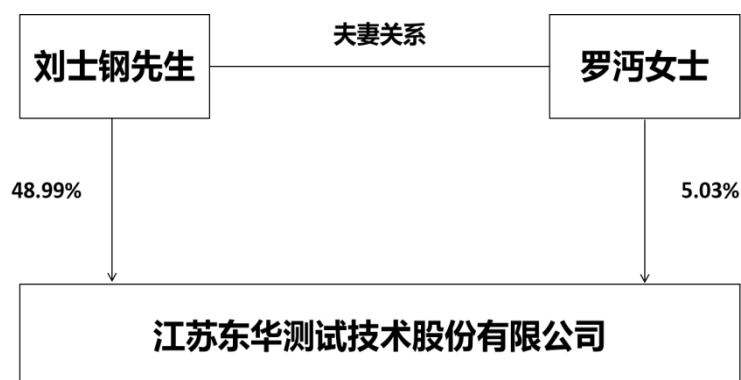 夫妻关系
刘士钢先生
罗沔女士
48.99%
5.03%
江苏东华测试技术股份有限公司